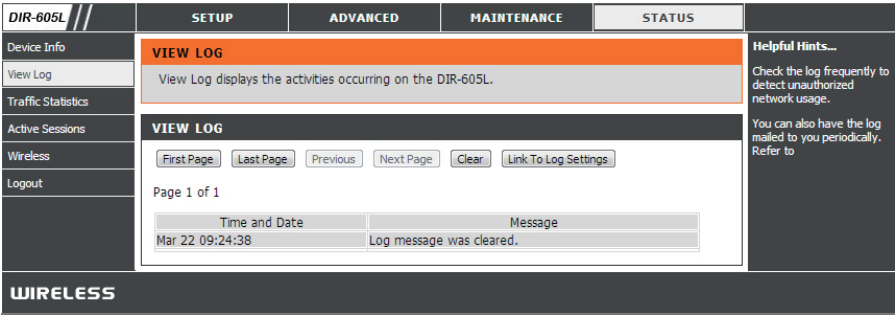 DIR-605L
SETUP
ADVANCED
MAINTENANCE
STATUS
Device Info
View Log
Traffic Statistics
Active Sessions
Wireless
Logout
VIEW LOG
View Log displays the activities occurring on the DIR-605L.
VIEW LOG
First Page Last Page Previous Next Page Clear Link To Log Settings
Page 1 of 1
Time and Date Message
Mar 22 09:24:38 Log message was cleared.
Helpful Hints...
Check the log frequently to
detect unauthorized
network usage.
You can also have the log
mailed to you periodically.
Refer to
WIRELESS